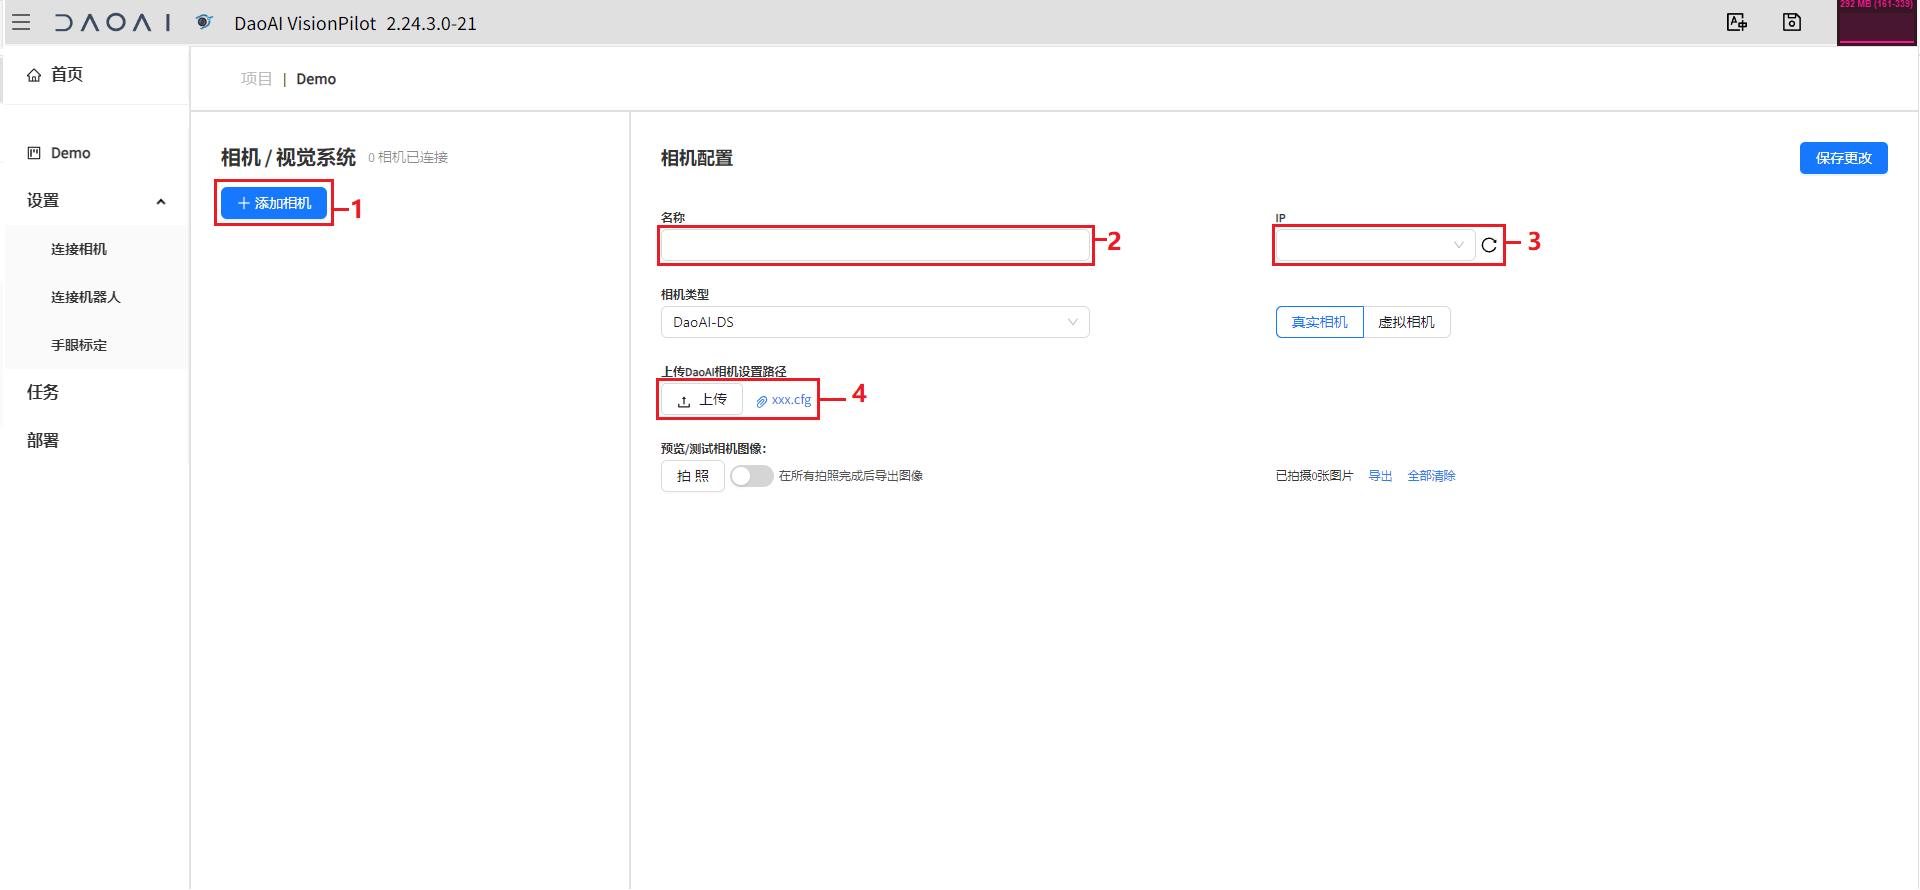 DAOAI DaoAI VisionPilot 2.24.3.0-21
292 MB (161-339)
首页
项目 | Demo
Demo
设置
连接相机
连接机器人
手眼标定
任务
部署
相机 / 视觉系统 0 相机已连接
+ 添加相机
1
相机配置
保存更改
名称
2
IP
3
相机类型
DaoAI-DS
真实相机 虚拟相机
上传DaoAI相机设置路径
上传 xxx.cfg
4
预览/测试相机图像:
拍 照 在所有拍照完成后导出图像
已拍摄0张图片 导出 全部清除